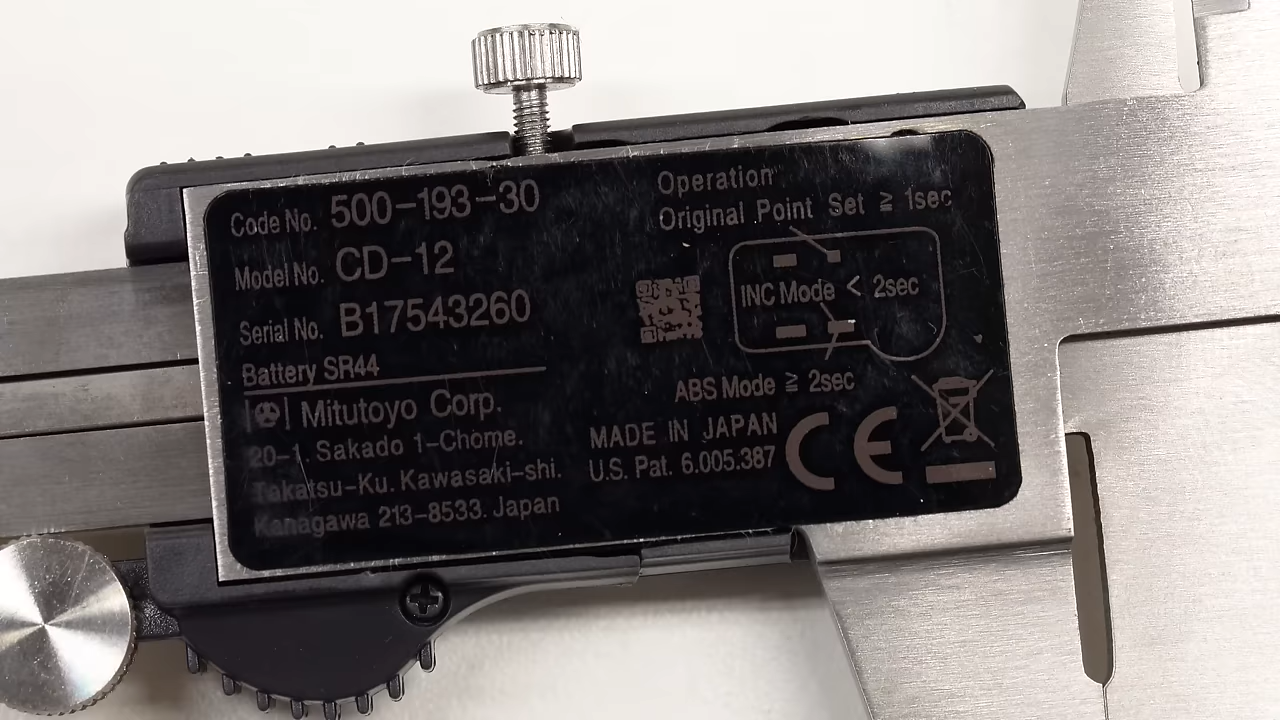 Code No. 500-193-30
Model No. CD-12
Serial No. B17543260
Battery SR44
Mitutoyo Corp.
20-1. Sakado 1-Chome.
Takatsu-Ku. Kawasaki-shi.
Kanagawa 213-8533. Japan
Operation
Original Point Set ≧ 1sec
INC Mode < 2sec
ABS Mode ≧ 2sec
MADE IN JAPAN
U.S. Pat. 6.005.387
CE